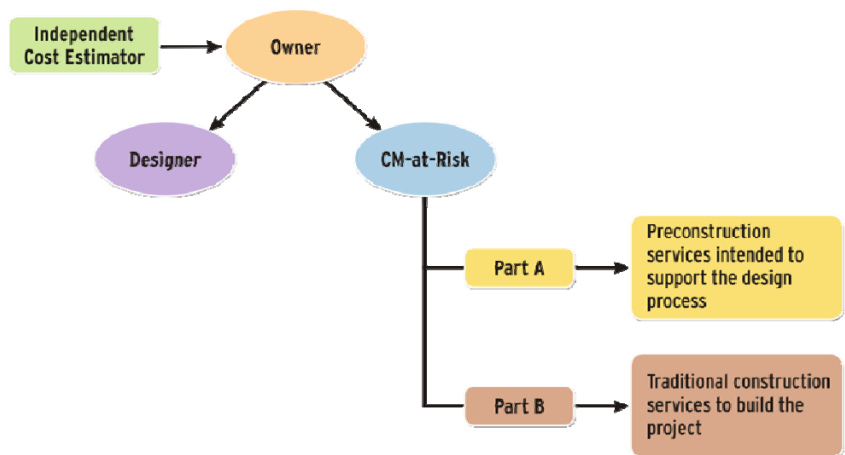 Independent
Cost Estimator
Owner
Designer
CM-at-Risk
Part A
Preconstruction
services intended to
support the design
process
Part B
Traditional construction
services to build the
project